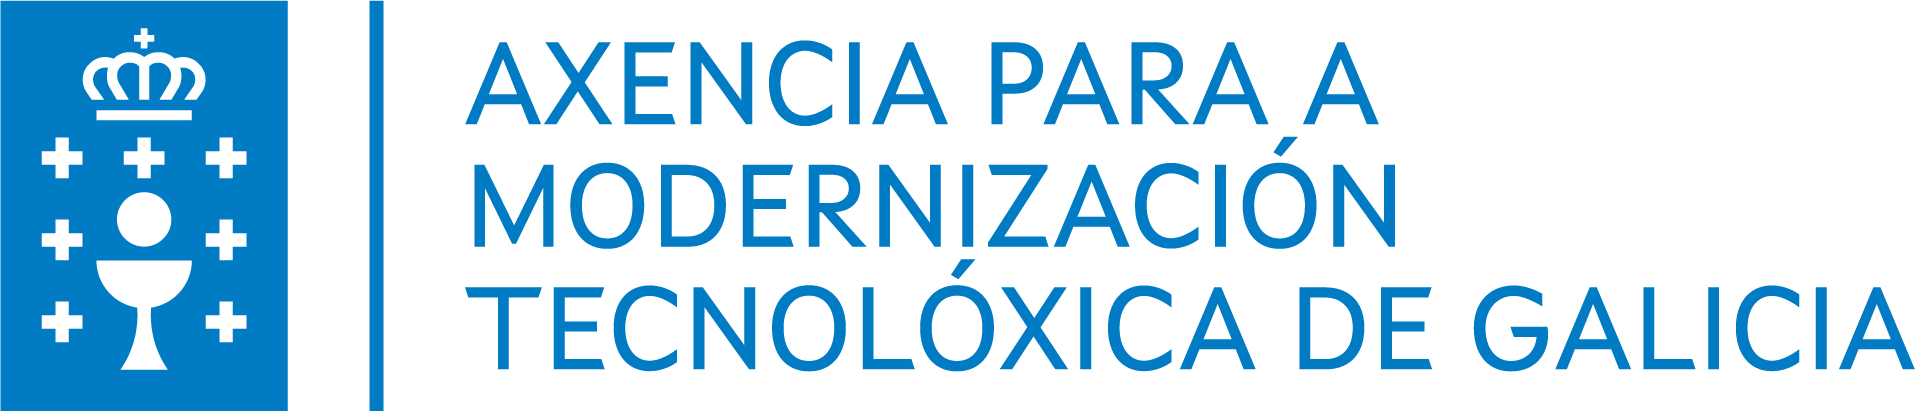 AXENCIA PARA A
MODERNIZACIÓN
TECNOLÓXICA DE GALICIA